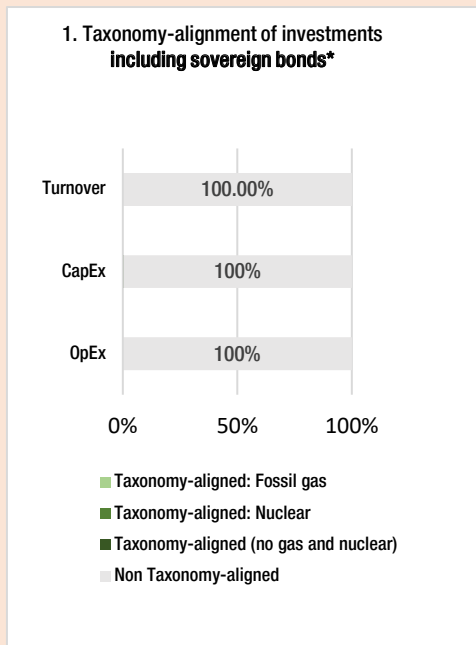 1. Taxonomy-alignment of investments
including sovereign bonds*
Turnover
100.00%
CapEx
100%
OpEx
100%
0% 50% 100%
Taxonomy-aligned: Fossil gas
Taxonomy-aligned: Nuclear
Taxonomy-aligned (no gas and nuclear)
Non Taxonomy-aligned